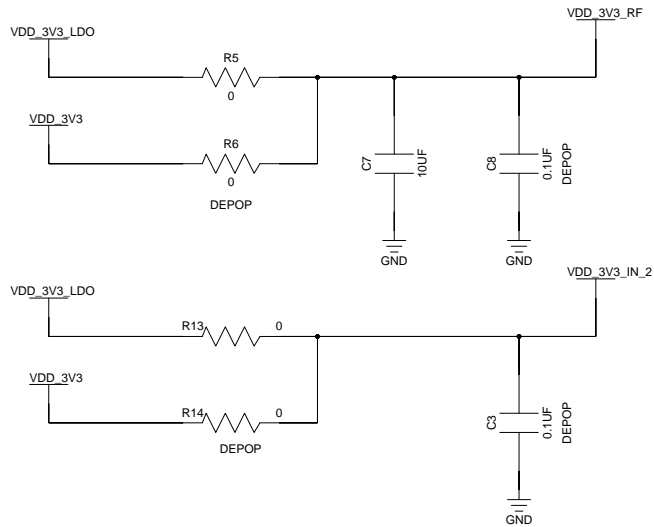 VDD_3V3_RF
VDD_3V3_LDO
R5
0
VDD_3V3
R6
0
DEPOP
C7
10UF
C8
0.1UF
DEPOP
GND
GND
VDD_3V3_IN_2
VDD_3V3_LDO
R13
0
VDD_3V3
R14
0
DEPOP
C3
0.1UF
DEPOP
GND